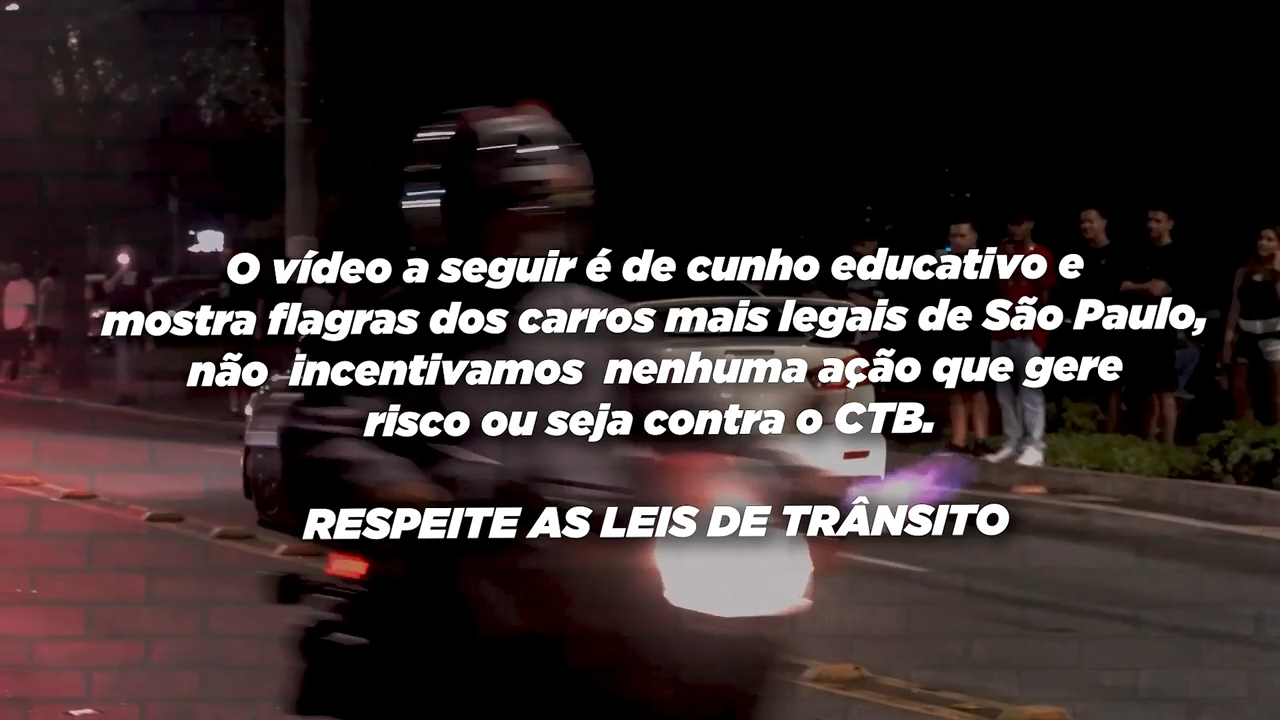 O vídeo a seguir é de cunho educativo e
mostra flagras dos carros mais legais de São Paulo,
não incentivamos nenhuma ação que gere
risco ou seja contra o CTB.
RESPEITE AS LEIS DE TRÂNSITO